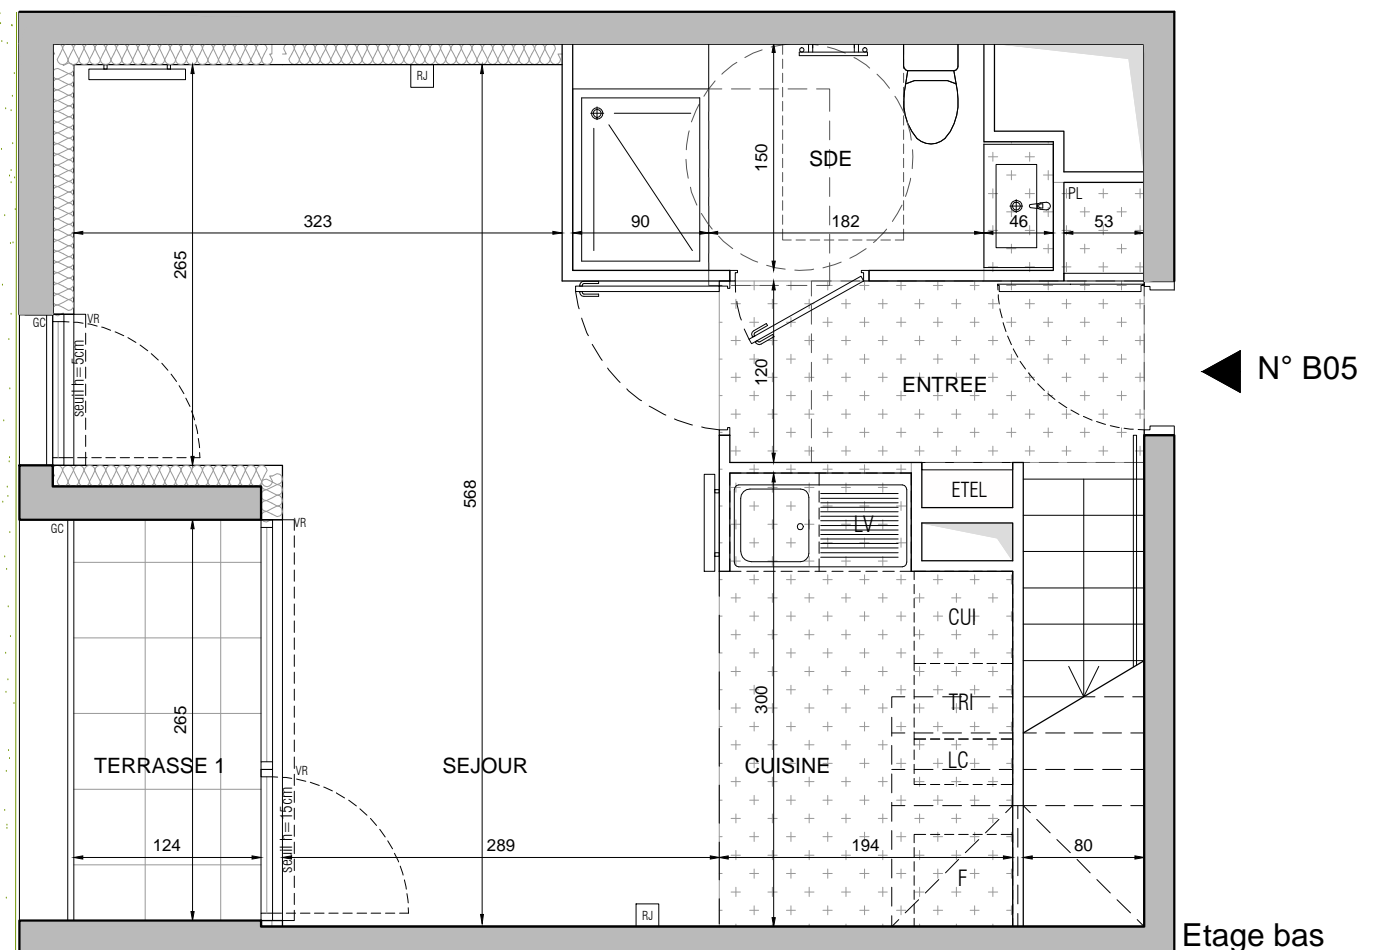 RJ
150
SDE
PL
323
90
182
46
53
265
GC
VR
seuil h= 5cm
120
ENTREE
N° B05
568
ETEL
LV
GC
VR
CUI
300
TRI
265
LC
TERRASSE 1
SEJOUR
CUISINE
VR
seuil h= 15cm
124
289
194
80
F
RJ
Etage bas